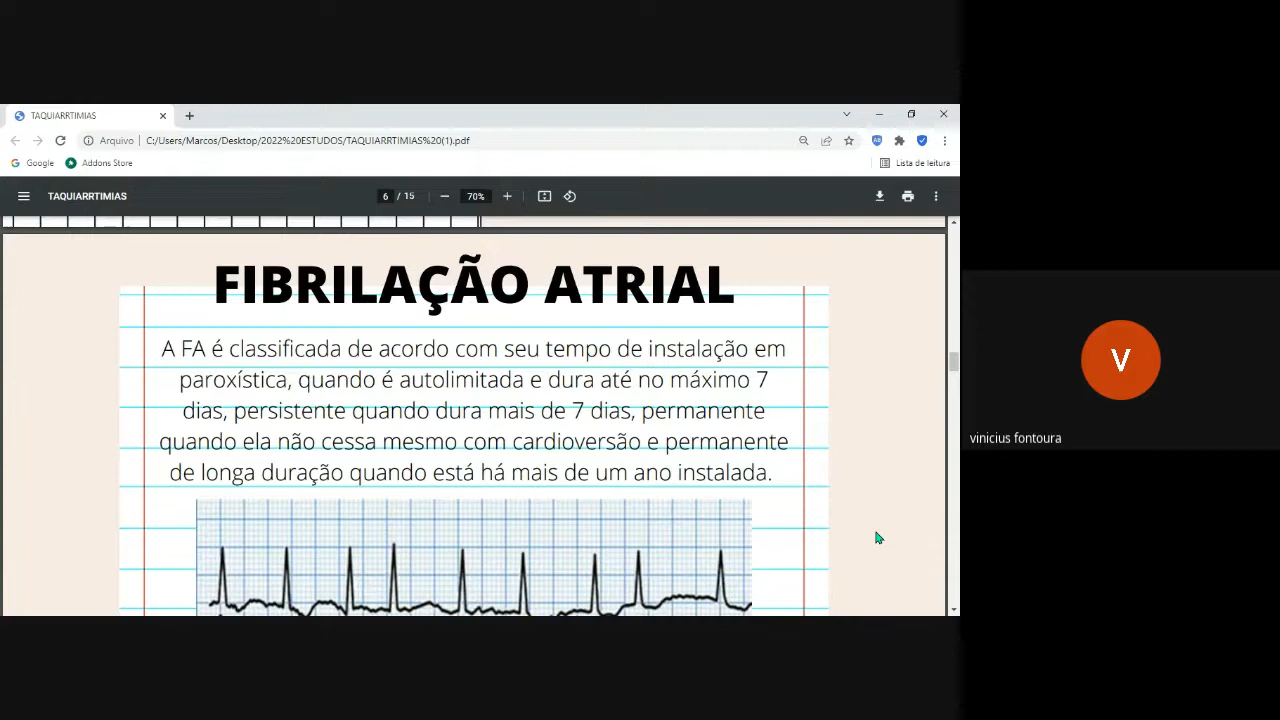 TAQUIARRTIMIAS
Arquivo C:/Users/Marcos/Desktop/2022%20ESTUDOS/TAQUIARRTIMIAS%20(1).pdf
Google Addons Store Lista de leitura
TAQUIARRTIMIAS 6 / 15 70%
FIBRILAÇÃO ATRIAL
A FA é classificada de acordo com seu tempo de instalação em
paroxística, quando é autolimitada e dura até no máximo 7
dias, persistente quando dura mais de 7 dias, permanente
quando ela não cessa mesmo com cardioversão e permanente
de longa duração quando está há mais de um ano instalada.
V
vinicius fontoura